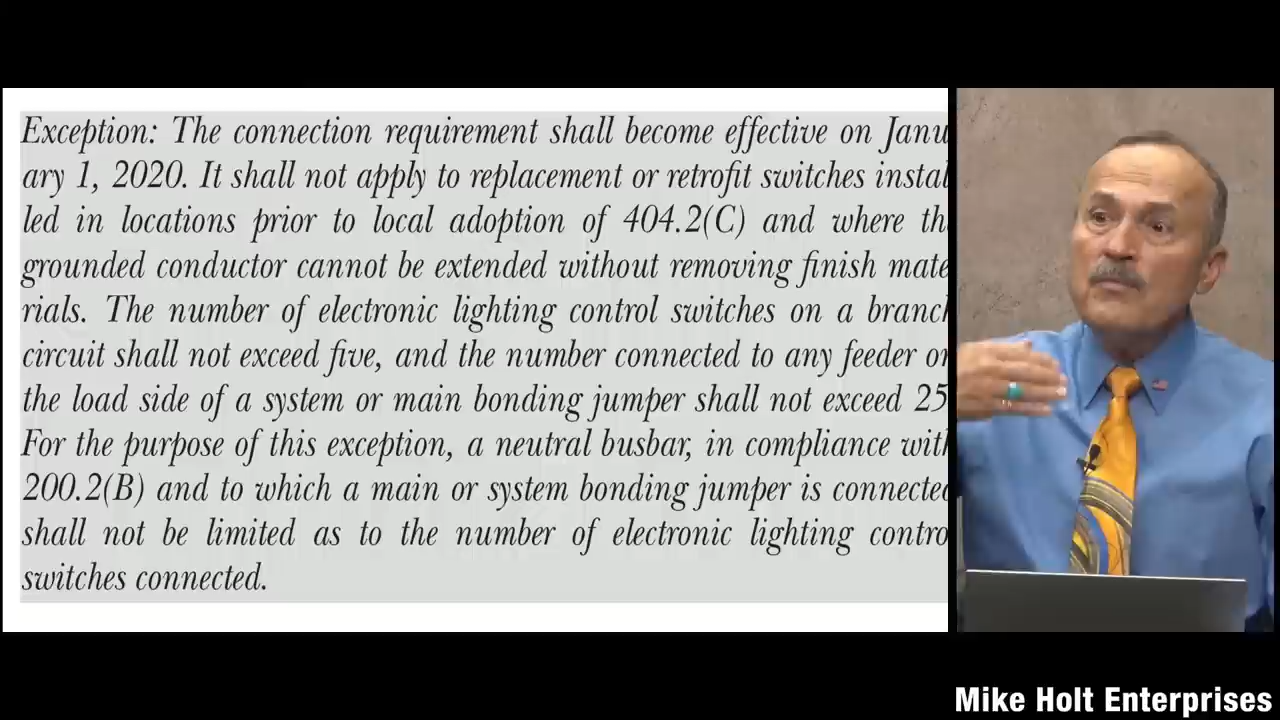 Exception: The connection requirement shall become effective on Janu
ary 1, 2020. It shall not apply to replacement or retrofit switches instal
led in locations prior to local adoption of 404.2(C) and where th
grounded conductor cannot be extended without removing finish mate
rials. The number of electronic lighting control switches on a branch
circuit shall not exceed five, and the number connected to any feeder on
the load side of a system or main bonding jumper shall not exceed 25
For the purpose of this exception, a neutral busbar, in compliance with
200.2(B) and to which a main or system bonding jumper is connected
shall not be limited as to the number of electronic lighting contro
switches connected.
Mike Holt Enterprises